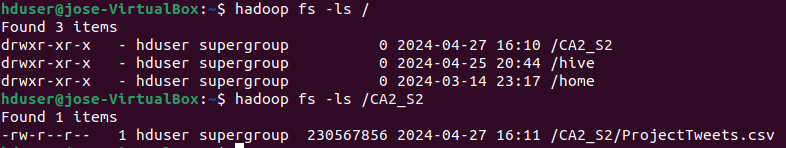 hduser@jose-VirtualBox:~$ hadoop fs -ls /
Found 3 items
drwxr-xr-x   - hduser supergroup          0 2024-04-27 16:10 /CA2_S2
drwxr-xr-x   - hduser supergroup          0 2024-04-25 20:44 /hive
drwxr-xr-x   - hduser supergroup          0 2024-03-14 23:17 /home
hduser@jose-VirtualBox:~$ hadoop fs -ls /CA2_S2
Found 1 items
-rw-r--r--   1 hduser supergroup  230567856 2024-04-27 16:11 /CA2_S2/ProjectTweets.csv